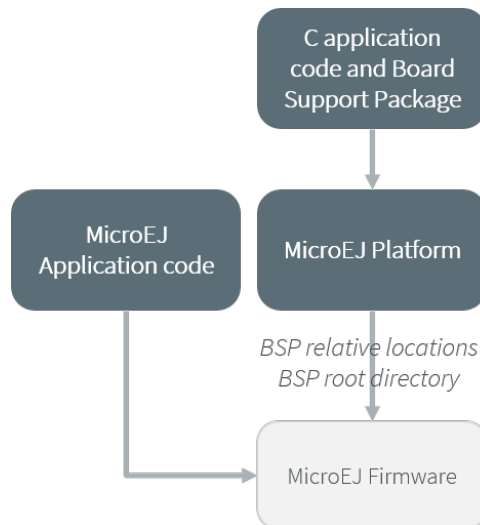 C application
code and Board
Support Package
MicroEJ
Application code
MicroEJ Platform
BSP relative locations
BSP root directory
MicroEJ Firmware